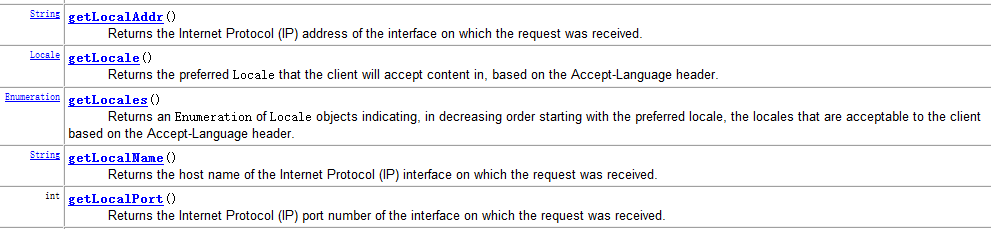 String getLocalAddr()
Returns the Internet Protocol (IP) address of the interface on which the request was received.
Locale getLocale()
Returns the preferred Locale that the client will accept content in, based on the Accept-Language header.
Enumeration getLocales()
Returns an Enumeration of Locale objects indicating, in decreasing order starting with the preferred locale, the locales that are acceptable to the client
based on the Accept-Language header.
String getLocalName()
Returns the host name of the Internet Protocol (IP) interface on which the request was received.
int getLocalPort()
Returns the Internet Protocol (IP) port number of the interface on which the request was received.